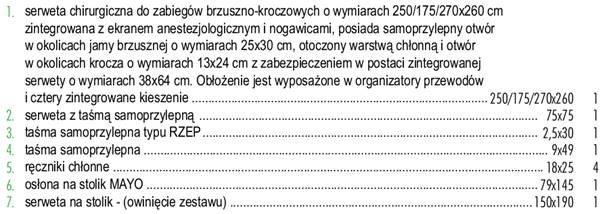 1. serweta chirurgiczna do zabiegów brzuszno-kroczowych o wymiarach 250/175/270x260 cm
zintegrowana z ekranem anestezjologicznym i nogawicami, posiada samoprzylepny otwór
w okolicach jamy brzusznej o wymiarach 25x30 cm, otoczony warstwą chłonną i otwór
w okolicach krocza o wymiarach 13x24 cm z zabezpieczeniem w postaci zintegrowanej
serwety o wymiarach 38x64 cm. Obłożenie jest wyposażone w organizatory przewodów
i cztery zintegrowane kieszenie ........ 250/175/270x260 1
2. serweta z taśmą samoprzylepną ........ 75x75 1
3. taśma samoprzylepna typu RZEP ........ 2,5x30 1
4. taśma samoprzylepna ........ 9x49 1
5. ręczniki chłonne ........ 18x25 4
6. osłona na stolik MAYO ........ 79x145 1
7. serweta na stolik - (owinięcie zestawu) ........ 150x190 1